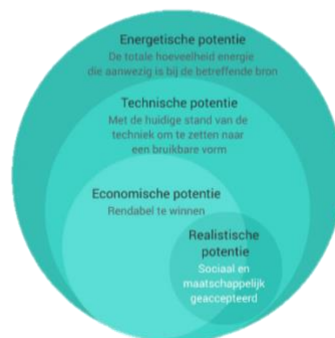 Energetische potentie
De totale hoeveelheid energie
die aanwezig is bij de betreffende bron
Technische potentie
Met de huidige stand van de
techniek om te zetten naar
een bruikbare vorm
Economische potentie
Rendabel te winnen
Realistische
potentie
Sociaal en
maatschappelijk
geaccepteerd